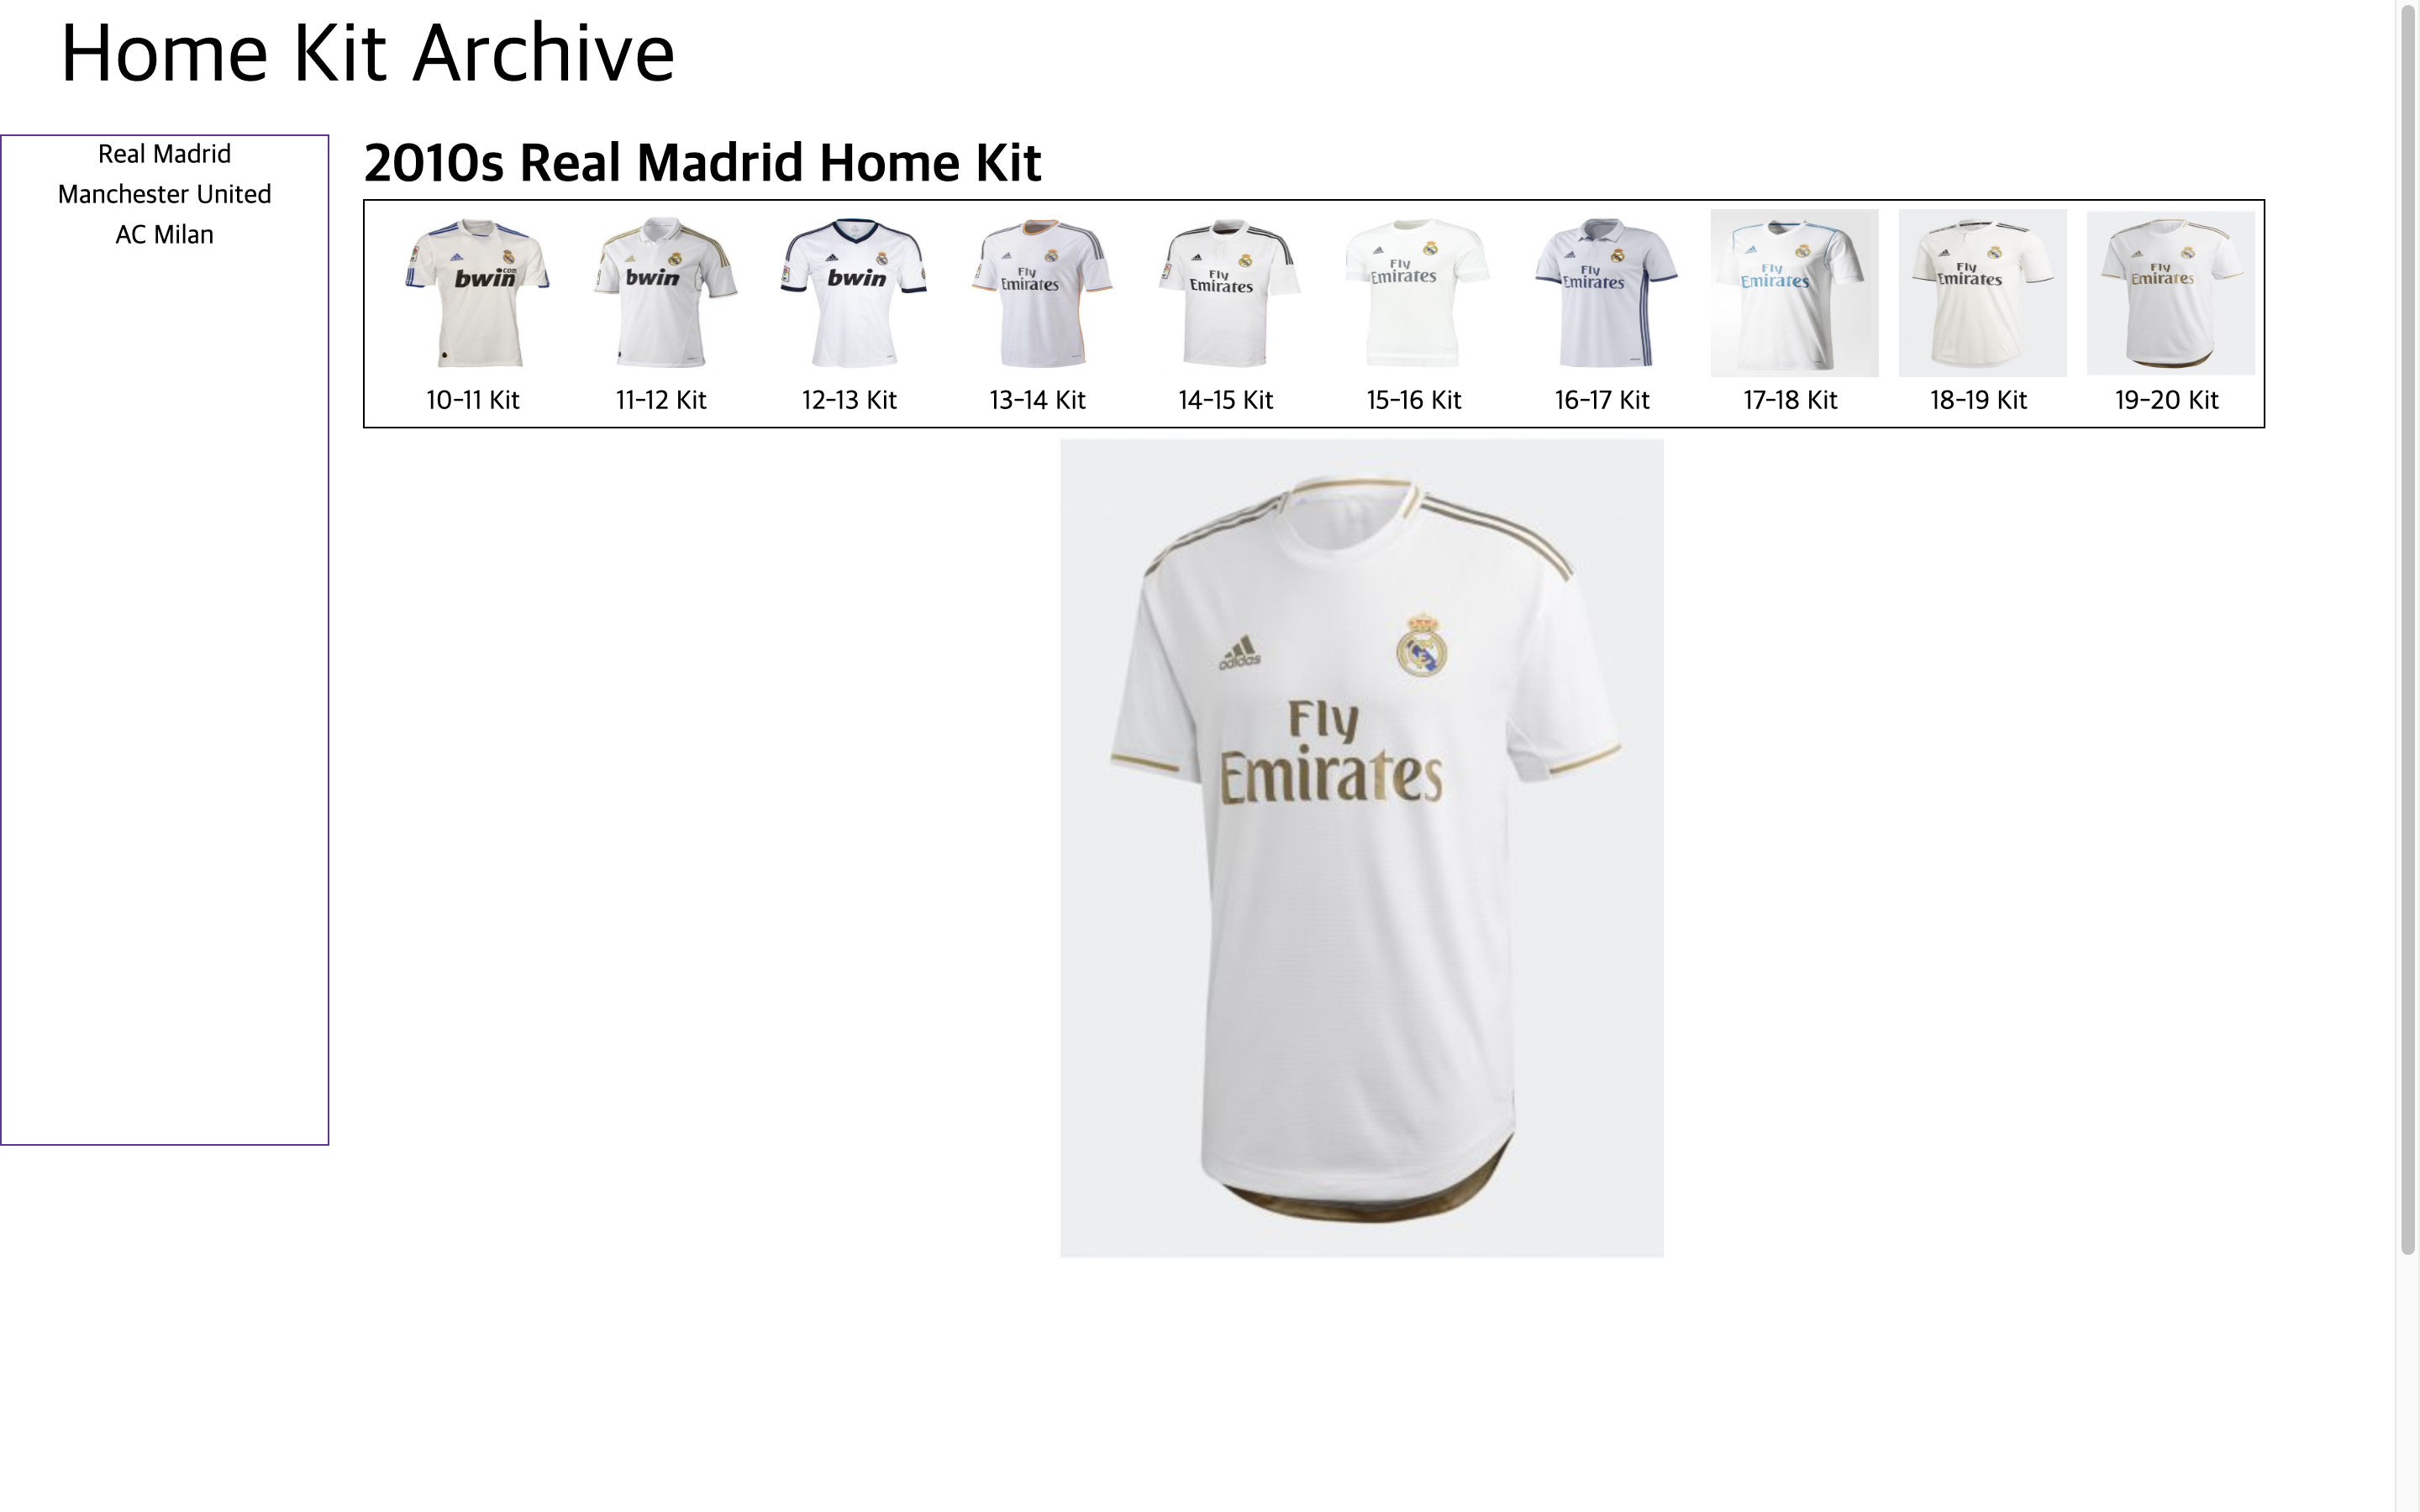 Home Kit Archive
Real Madrid
Manchester United
AC Milan
2010s Real Madrid Home Kit
bwin.com
bwin
bwin
Fly
Emirates
Fly
Emirates
Fly
Emirates
Fly
Emirates
Fly
Emirates
Fly
Emirates
Fly
Emirates
10-11 Kit
11-12 Kit
12-13 Kit
13-14 Kit
14-15 Kit
15-16 Kit
16-17 Kit
17-18 Kit
18-19 Kit
19-20 Kit
adidas
Fly
Emirates